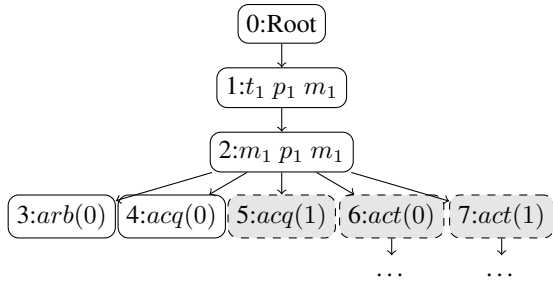 0:Root
1:t₁ p₁ m₁
2:m₁ p₁ m₁
3:arb(0) 4:acq(0) 5:acq(1) 6:act(0) 7:act(1)
... ...